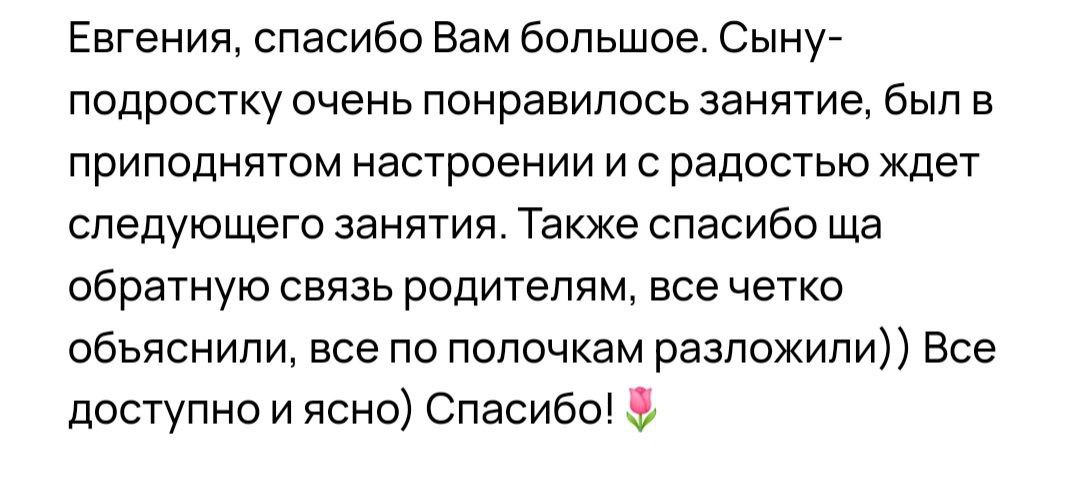 Евгения, спасибо Вам большое. Сыну-
подростку очень понравилось занятие, был в
приподнятом настроении и с радостью ждет
следующего занятия. Также спасибо ща
обратную связь родителям, все четко
объяснили, все по полочкам разложили)) Все
доступно и ясно) Спасибо!🌷